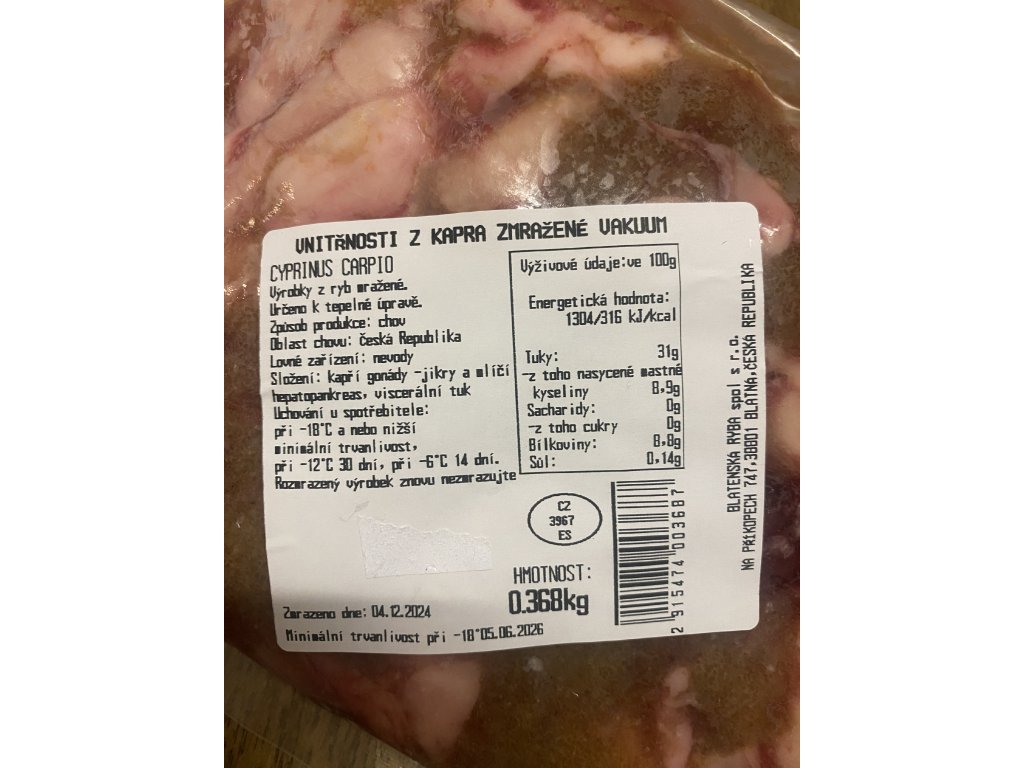 VNITŘNOSTI Z KAPRA ZMRAŽENÉ VAKUUM
CYPRINUS CARPIO
Výrobky z ryb mražené.
Určeno k tepelné úpravě.
Způsob produkce: chov
Oblast chovu: česká Republika
Lovné zařízení: nevody
Složení: kapří gonády -jikry a mlíčí
hepatopankreas, viscerální tuk
Uchování u spotřebitele:
při -18°C a nebo nižší
minimální trvanlivost,
při -12°C 30 dní, při -6°C 14 dní.
Rozmrazený výrobek znovu nezmrazujte
Výživové údaje:ve 100g
Energetická hodnota:
1304/316 kJ/kcal
Tuky: 31g
-z toho nasycené mastné
kyseliny 8,9g
Sacharidy: 0g
-z toho cukry 0g
Bílkoviny: 8,8g
Sůl: 0,14g
CZ
3967
ES
HMOTNOST:
0.368kg
Zmrazeno dne: 04.12.2024
Minimální trvanlivost při -18°05.06.2026
2 915474 003687
BLATENSKÁ RYBA spol s r.o.
NA PŘÍKOPECH 747,38801 BLATNÁ,ČESKÁ REPUBLIKA